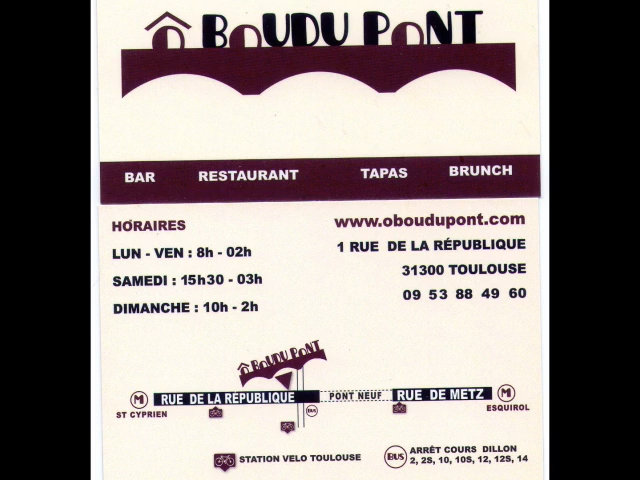 Ô BOUDU PONT
BAR RESTAURANT TAPAS BRUNCH
HORAIRES
LUN - VEN : 8h - 02h
SAMEDI : 15h30 - 03h
DIMANCHE : 10h - 2h
www.oboudupont.com
1 RUE DE LA RÉPUBLIQUE
31300 TOULOUSE
09 53 88 49 60
Ô BOUDU PONT
M RUE DE LA RÉPUBLIQUE PONT NEUF RUE DE METZ M
ST CYPRIEN BUS ESQUIROL
STATION VELO TOULOUSE
BUS ARRÊT COURS DILLON
2, 2S, 10, 10S, 12, 12S, 14